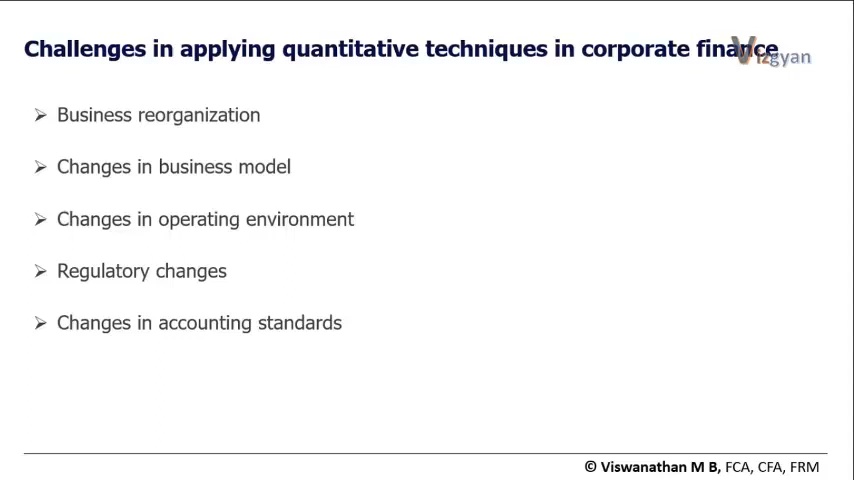 Challenges in applying quantitative techniques in corporate finance
Vizgyan
Business reorganization
Changes in business model
Changes in operating environment
Regulatory changes
Changes in accounting standards
© Viswanathan M B, FCA, CFA, FRM